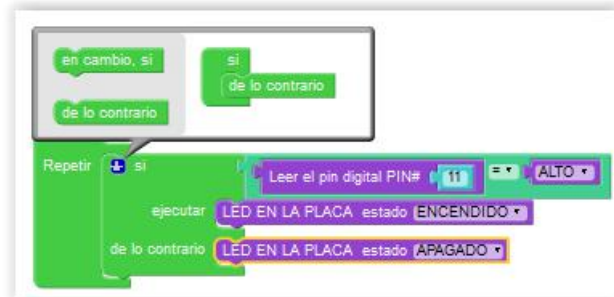 en cambio, si
si
de lo contrario
de lo contrario
Repetir si Leer el pin digital PIN# 11 = ALTO
ejecutar LED EN LA PLACA estado ENCENDIDO
de lo contrario LED EN LA PLACA estado APAGADO